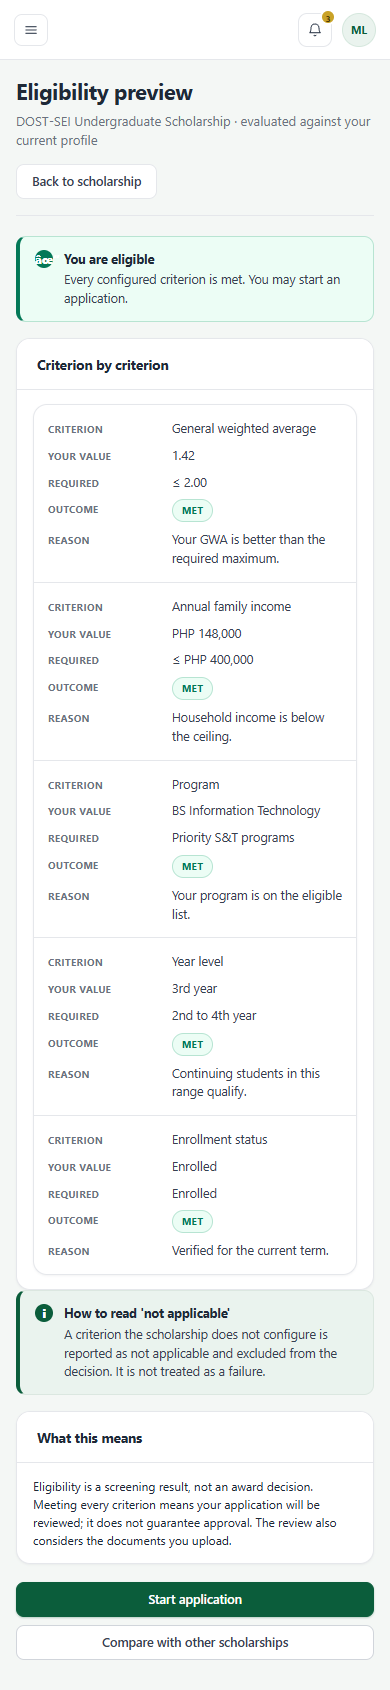 3
ML
Eligibility preview
DOST-SEI Undergraduate Scholarship · evaluated against your
current profile
Back to scholarship
You are eligible
Every configured criterion is met. You may start an
application.
Criterion by criterion
CRITERION General weighted average
YOUR VALUE 1.42
REQUIRED ≤ 2.00
OUTCOME MET
REASON Your GWA is better than the
required maximum.
CRITERION Annual family income
YOUR VALUE PHP 148,000
REQUIRED ≤ PHP 400,000
OUTCOME MET
REASON Household income is below
the ceiling.
CRITERION Program
YOUR VALUE BS Information Technology
REQUIRED Priority S&T programs
OUTCOME MET
REASON Your program is on the eligible
list.
CRITERION Year level
YOUR VALUE 3rd year
REQUIRED 2nd to 4th year
OUTCOME MET
REASON Continuing students in this
range qualify.
CRITERION Enrollment status
YOUR VALUE Enrolled
REQUIRED Enrolled
OUTCOME MET
REASON Verified for the current term.
How to read 'not applicable'
A criterion the scholarship does not configure is
reported as not applicable and excluded from the
decision. It is not treated as a failure.
What this means
Eligibility is a screening result, not an award decision.
Meeting every criterion means your application will be
reviewed; it does not guarantee approval. The review also
considers the documents you upload.
Start application
Compare with other scholarships